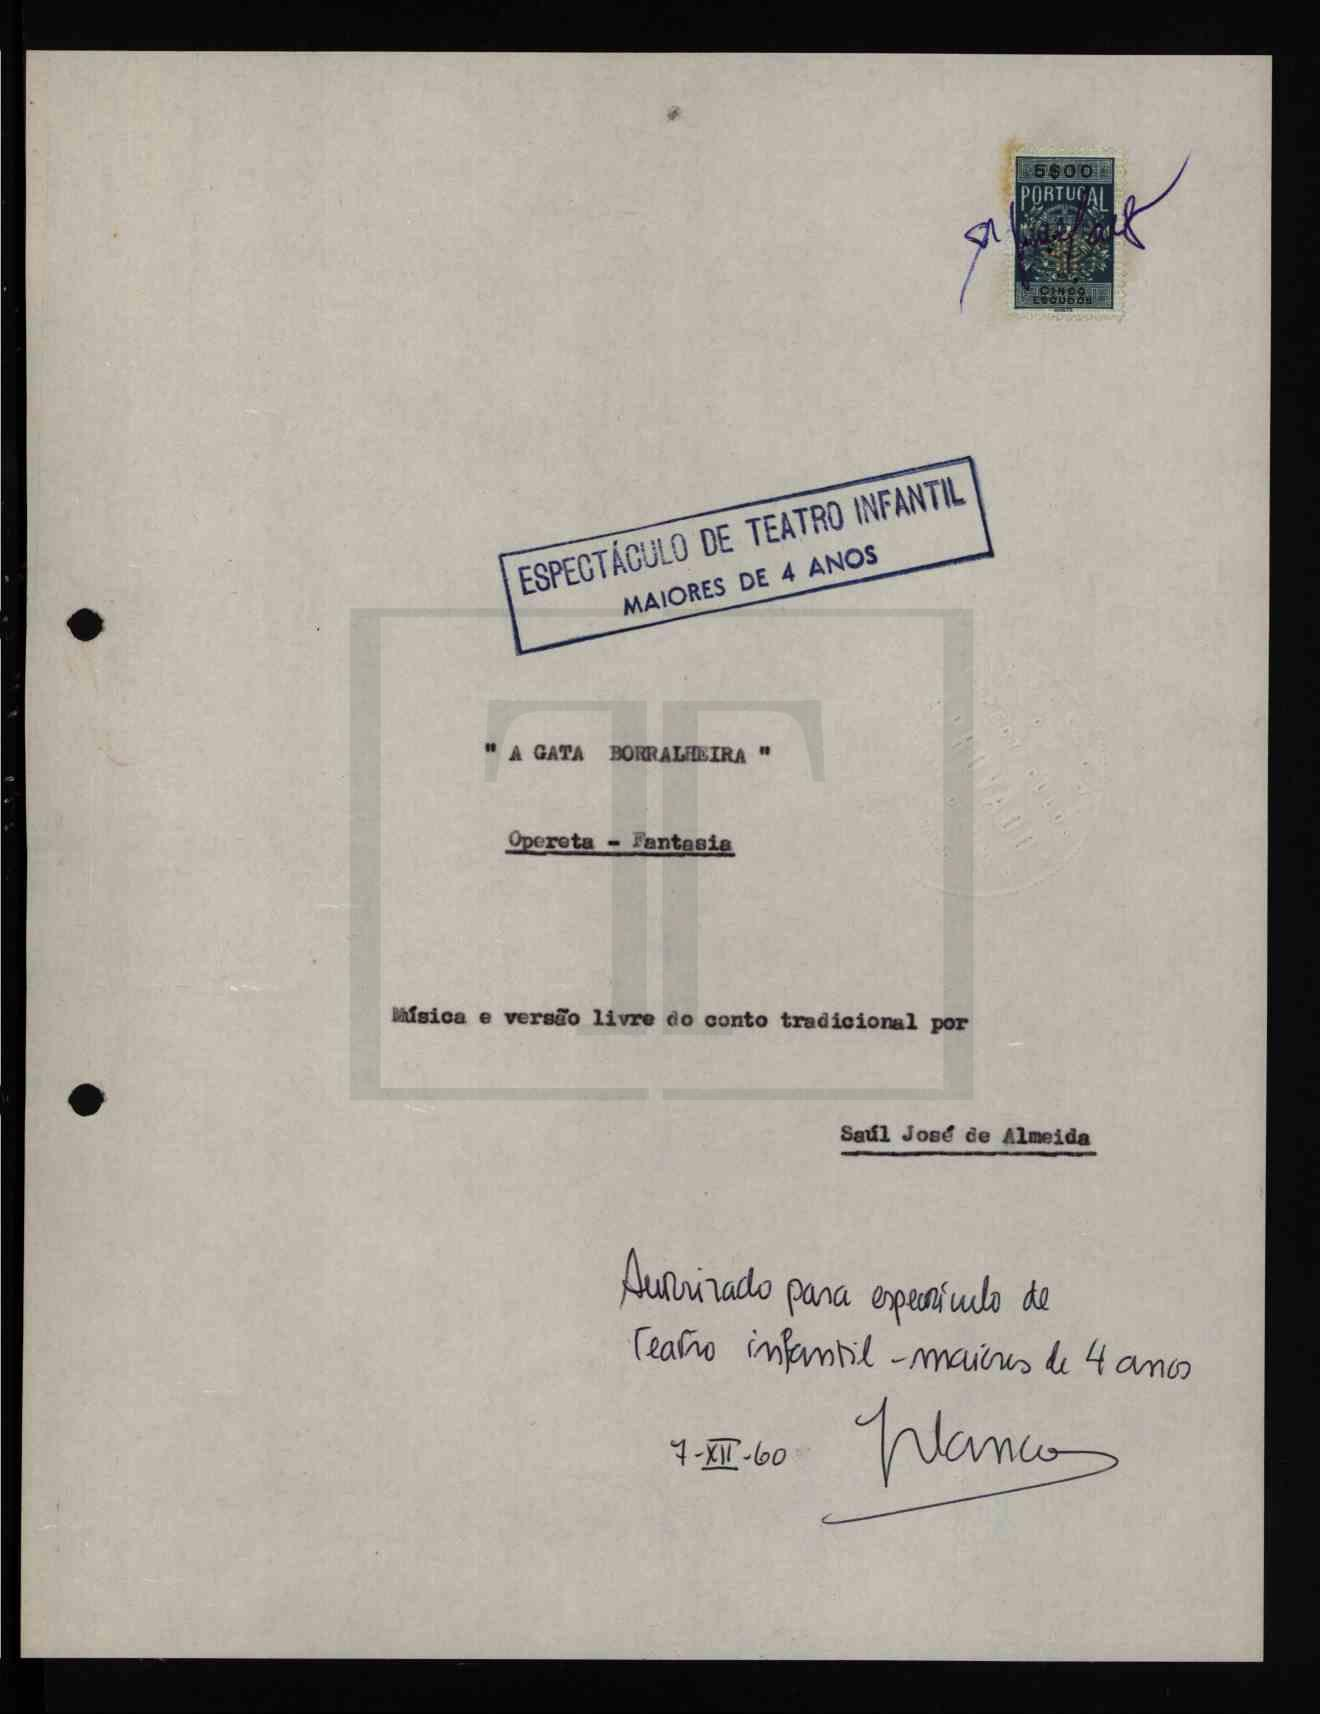 5$00
PORTUGAL
CINCO
ESCUDOS
ESPECTÁCULO DE TEATRO INFANTIL
MAIORES DE 4 ANOS
" A GATA BORRALHEIRA "
Opereta - Fantasia
Música e versão livre do conto tradicional por
Saúl José de Almeida
Autorizado para espectáculo de
Teatro infantil - maiores de 4 anos
7-XII-60